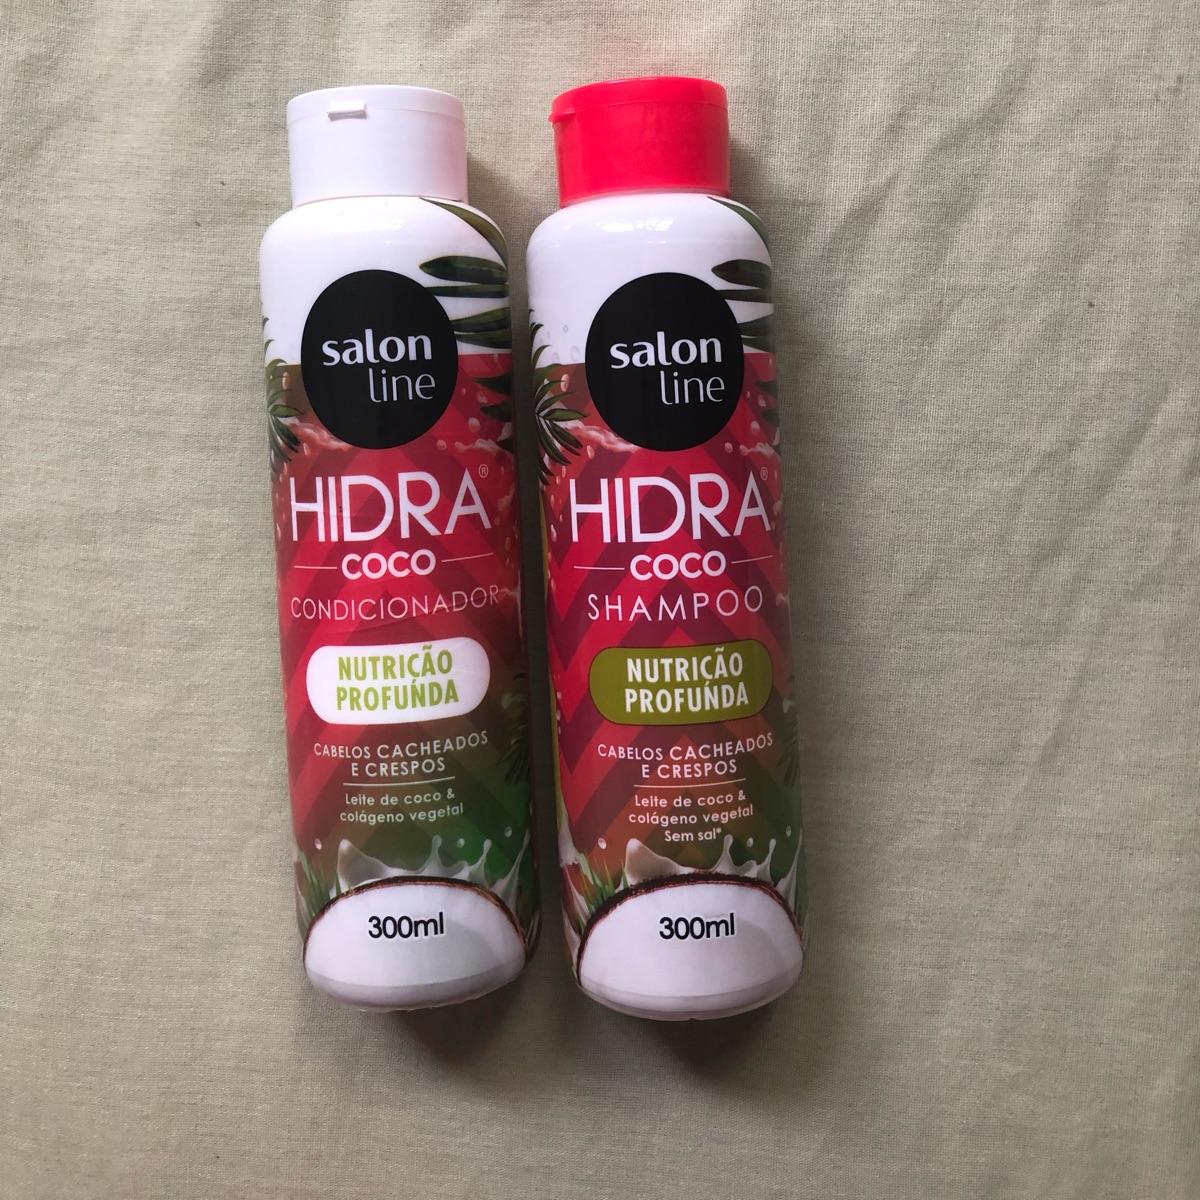 salon
line
HIDRA®
COCO
CONDICIONADOR
NUTRIÇÃO
PROFUNDA
CABELOS CACHEADOS
E CRESPOS
Leite de coco &
colágeno vegetal
300ml
salon
line
HIDRA®
COCO
SHAMPOO
NUTRIÇÃO
PROFUNDA
CABELOS CACHEADOS
E CRESPOS
Leite de coco &
colágeno vegetal
Sem sal*
300ml